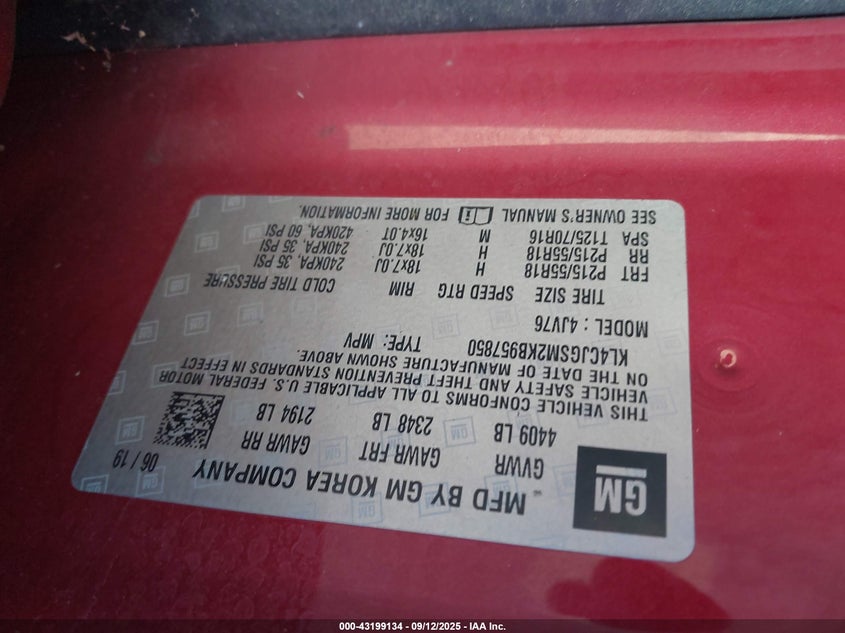 GM
™ MFD BY GM KOREA COMPANY
06 / 19
GVWR GAWR FRT GAWR RR
4409 LB 2348 LB 2194 LB
THIS VEHICLE CONFORMS TO ALL APPLICABLE U.S. FEDERAL MOTOR
VEHICLE SAFETY AND THEFT PREVENTION STANDARDS IN EFFECT
ON THE DATE OF MANUFACTURE SHOWN ABOVE.
KL4CJGSM2KB957850 TYPE: MPV
MODEL : 4JV76
TIRE SIZE SPEED RTG RIM COLD TIRE PRESSURE
FRT P215/55R18 H 18x7.0J 240KPA, 35 PSI
RR P215/55R18 H 18x7.0J 240KPA, 35 PSI
SPA T125/70R16 M 16x4.0T 420KPA, 60 PSI
SEE OWNER'S MANUAL FOR MORE INFORMATION.
000-43199134 - 09/12/2025 - IAA Inc.